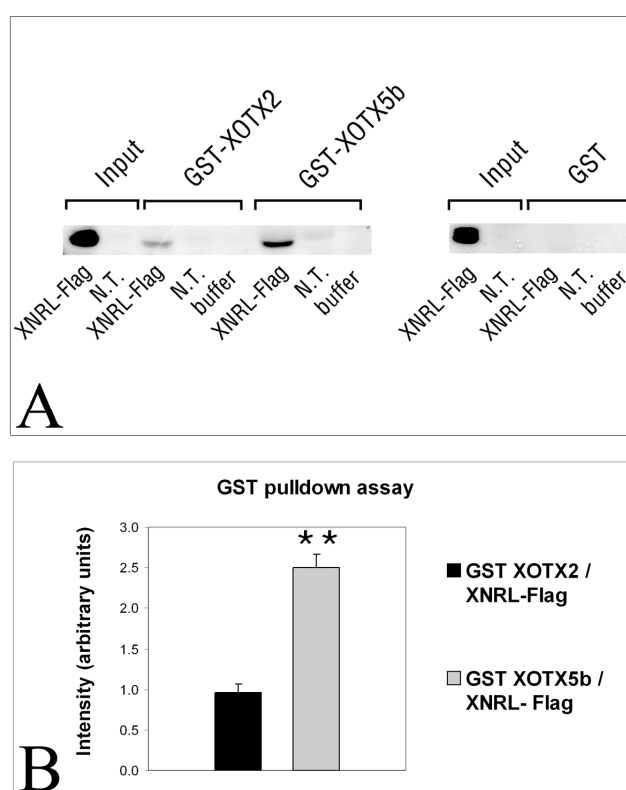 Input
GST-XOTX2
GST-XOTX5b
Input
GST
XNRL-Flag
N.T.
XNRL-Flag
N.T.
buffer
XNRL-Flag
N.T.
buffer
XNRL-Flag
N.T.
XNRL-Flag
N.T.
buffer
A
GST pulldown assay
Intensity (arbitrary units)
3.0
2.5
2.0
1.5
1.0
0.5
0.0
**
GST XOTX2 /
XNRL-Flag
GST XOTX5b /
XNRL- Flag
B